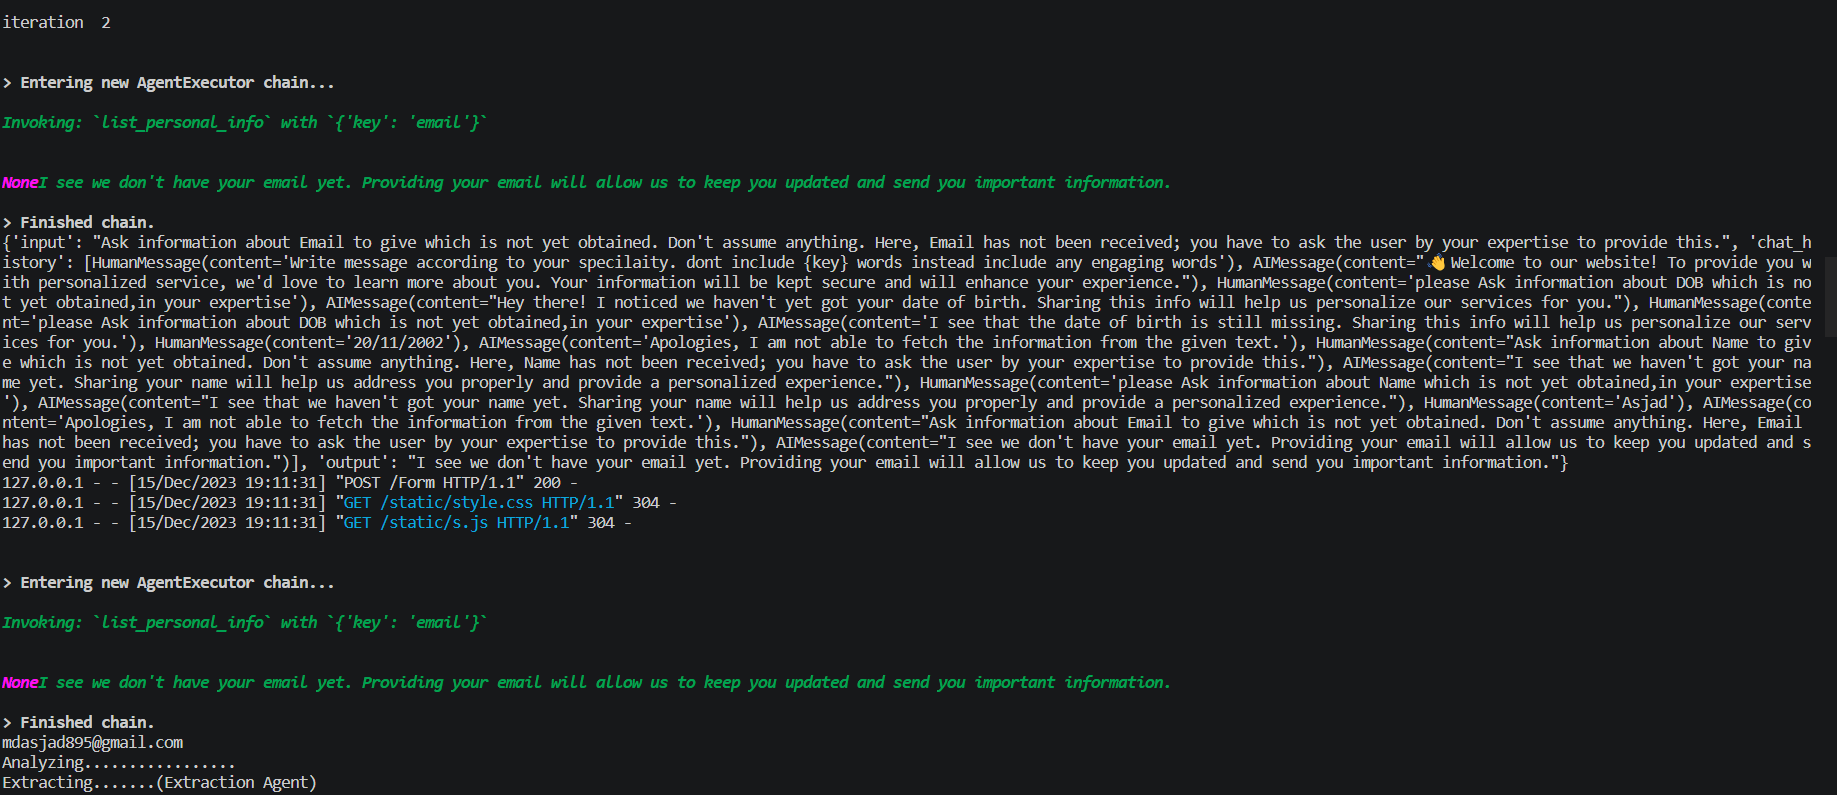 iteration  2
> Entering new AgentExecutor chain...
Invoking: `list_personal_info` with `{'key': 'email'}`
NoneI see we don't have your email yet. Providing your email will allow us to keep you updated and send you important information.
> Finished chain.
{'input': "Ask information about Email to give which is not yet obtained. Don't assume anything. Here, Email has not been received; you have to ask the user by your expertise to provide this.", 'chat_h
istory': [HumanMessage(content='Write message according to your specilaity. dont include {key} words instead include any engaging words'), AIMessage(content="👋Welcome to our website! To provide you w
ith personalized service, we'd love to learn more about you. Your information will be kept secure and will enhance your experience."), HumanMessage(content='please Ask information about DOB which is no
t yet obtained,in your expertise'), AIMessage(content="Hey there! I noticed we haven't yet got your date of birth. Sharing this info will help us personalize our services for you."), HumanMessage(conte
nt='please Ask information about DOB which is not yet obtained,in your expertise'), AIMessage(content='I see that the date of birth is still missing. Sharing this info will help us personalize our serv
ices for you.'), HumanMessage(content='20/11/2002'), AIMessage(content='Apologies, I am not able to fetch the information from the given text.'), HumanMessage(content="Ask information about Name to giv
e which is not yet obtained. Don't assume anything. Here, Name has not been received; you have to ask the user by your expertise to provide this."), AIMessage(content="I see that we haven't got your na
me yet. Sharing your name will help us address you properly and provide a personalized experience."), HumanMessage(content='please Ask information about Name which is not yet obtained,in your expertise
'), AIMessage(content="I see that we haven't got your name yet. Sharing your name will help us address you properly and provide a personalized experience."), HumanMessage(content='Asjad'), AIMessage(co
ntent='Apologies, I am not able to fetch the information from the given text.'), HumanMessage(content="Ask information about Email to give which is not yet obtained. Don't assume anything. Here, Email
has not been received; you have to ask the user by your expertise to provide this."), AIMessage(content="I see we don't have your email yet. Providing your email will allow us to keep you updated and s
end you important information.")], 'output': "I see we don't have your email yet. Providing your email will allow us to keep you updated and send you important information."}
127.0.0.1 - - [15/Dec/2023 19:11:31] "POST /Form HTTP/1.1" 200 -
127.0.0.1 - - [15/Dec/2023 19:11:31] "GET /static/style.css HTTP/1.1" 304 -
127.0.0.1 - - [15/Dec/2023 19:11:31] "GET /static/s.js HTTP/1.1" 304 -
> Entering new AgentExecutor chain...
Invoking: `list_personal_info` with `{'key': 'email'}`
NoneI see we don't have your email yet. Providing your email will allow us to keep you updated and send you important information.
> Finished chain.
mdasjad895@gmail.com
Analyzing.................
Extracting.......(Extraction Agent)